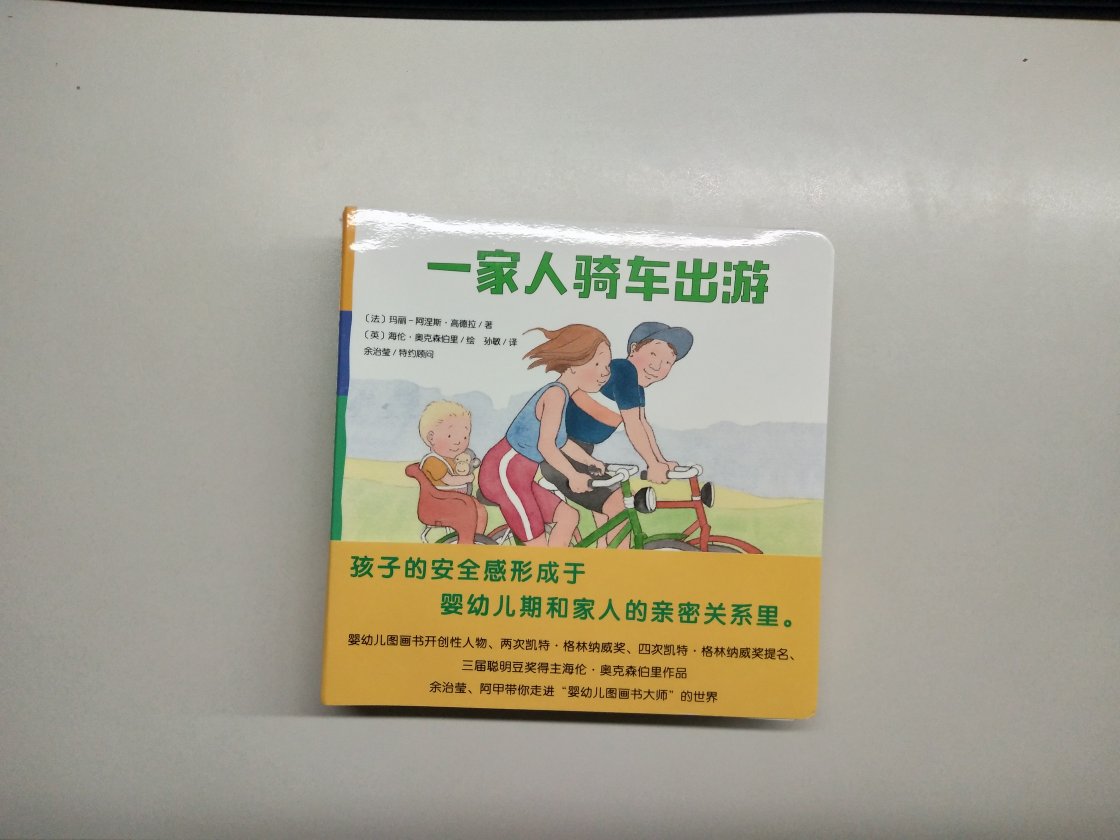 一家人骑车出游
（法）玛丽－阿涅斯·高德拉／著
（英）海伦·奥克森伯里／绘　孙敏／译
余治莹／特约顾问
孩子的安全感形成于
婴幼儿期和家人的亲密关系里。
婴幼儿图画书开创性人物、两次凯特·格林纳威奖、四次凯特·格林纳威奖提名、
三届聪明豆奖得主海伦·奥克森伯里作品
余治莹、阿甲带你走进“婴幼儿图画书大师”的世界